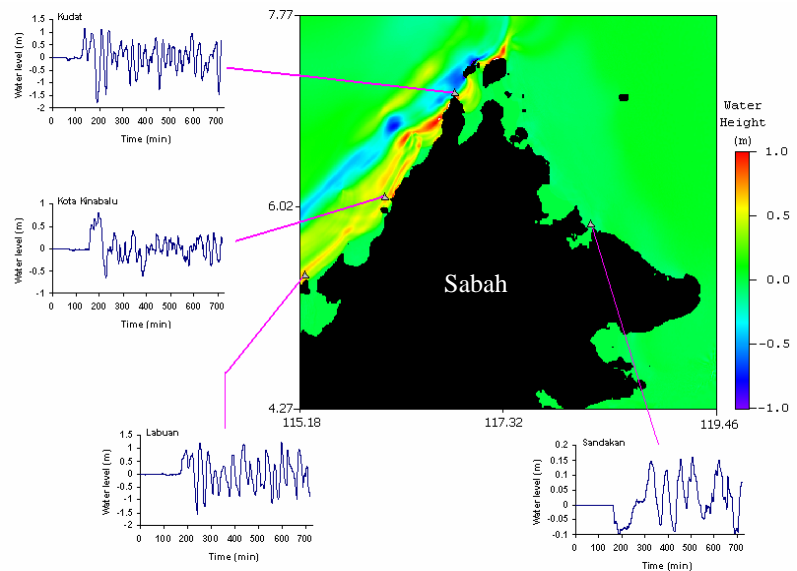 Kudat
Water level (m)
1.5
1
0.5
0
-0.5
-1
-1.5
-2
0 100 200 300 400 500 600 700
Time (min)
Kota Kinabalu
Water level (m)
1
0.5
0
-0.5
-1
0 100 200 300 400 500 600 700
Time (min)
Labuan
Water level (m)
1.5
1
0.5
0
-0.5
-1
-1.5
-2
0 100 200 300 400 500 600 700
Time (min)
7.77
6.02
4.27
115.18 117.32 119.46
Sabah
Water
Height
(m)
1.0
0.5
0.0
-0.5
-1.0
Sandakan
Water level (m)
0.2
0.15
0.1
0.05
0
-0.05
-0.1
0 100 200 300 400 500 600 700
Time (min)